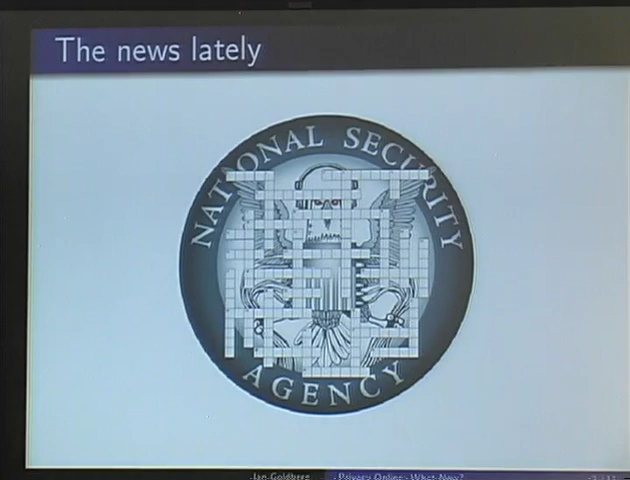 The news lately
NATIONAL SECURITY
AGENCY
Ian Goldberg
Privacy Online - What Now?